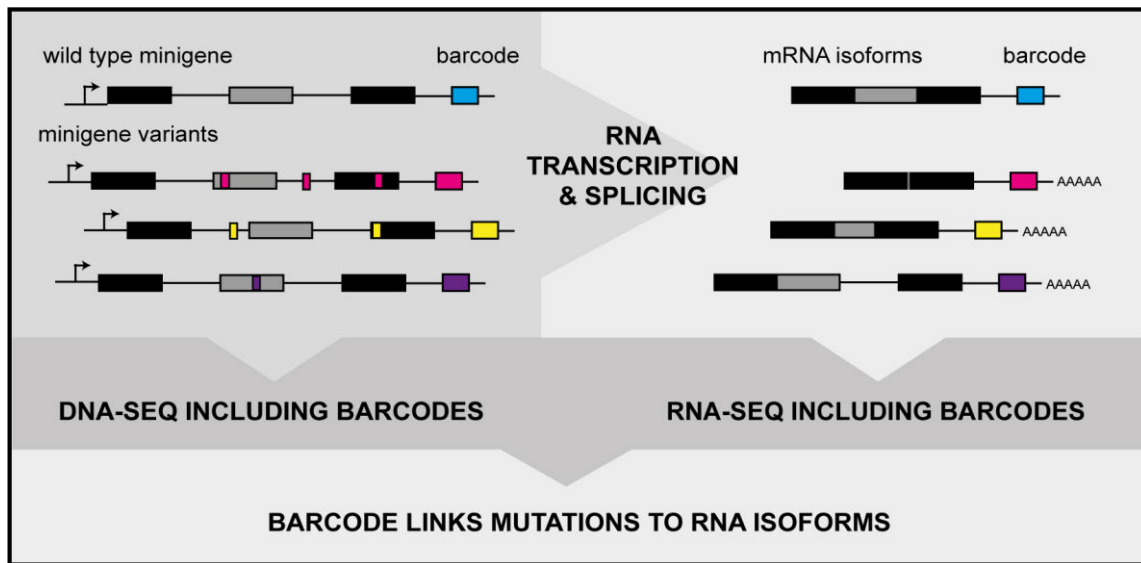 wild type minigene
barcode
mRNA isoforms
barcode
minigene variants
RNA
TRANSCRIPTION
& SPLICING
AAAAA
AAAAA
AAAAA
DNA-SEQ INCLUDING BARCODES
RNA-SEQ INCLUDING BARCODES
BARCODE LINKS MUTATIONS TO RNA ISOFORMS